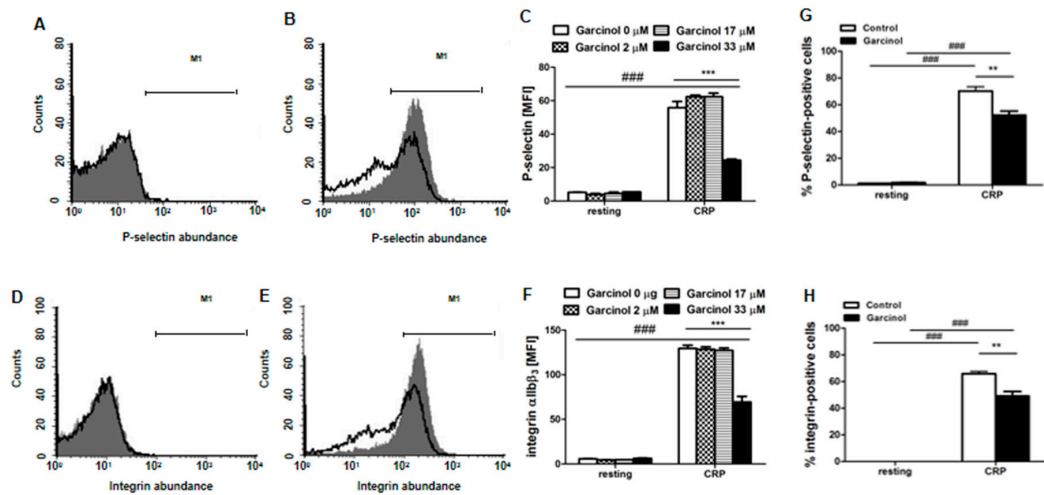 A
80
60
40
20
0
Counts
M1
10⁰ 10¹ 10² 10³ 10⁴
P-selectin abundance
B
80
60
40
20
0
Counts
M1
10⁰ 10¹ 10² 10³ 10⁴
P-selectin abundance
C
Garcinol 0 μM Garcinol 17 μM
Garcinol 2 μM Garcinol 33 μM
P-selectin [MFI]
80
60
40
20
0
### ***
resting CRP
G
Control
Garcinol
% P-selectin-positive cells
100
80
60
40
20
0
###
###
**
resting CRP
D
100
80
60
40
20
0
Counts
M1
10⁰ 10¹ 10² 10³ 10⁴
Integrin abundance
E
100
80
60
40
20
0
Counts
M1
10⁰ 10¹ 10² 10³ 10⁴
Integrin abundance
F
Garcinol 0 μg Garcinol 17 μM
Garcinol 2 μM Garcinol 33 μM
integrin αIIbβ₃ [MFI]
150
100
50
0
### ***
resting CRP
H
Control
Garcinol
% integrin-positive cells
100
80
60
40
20
0
###
###
**
resting CRP